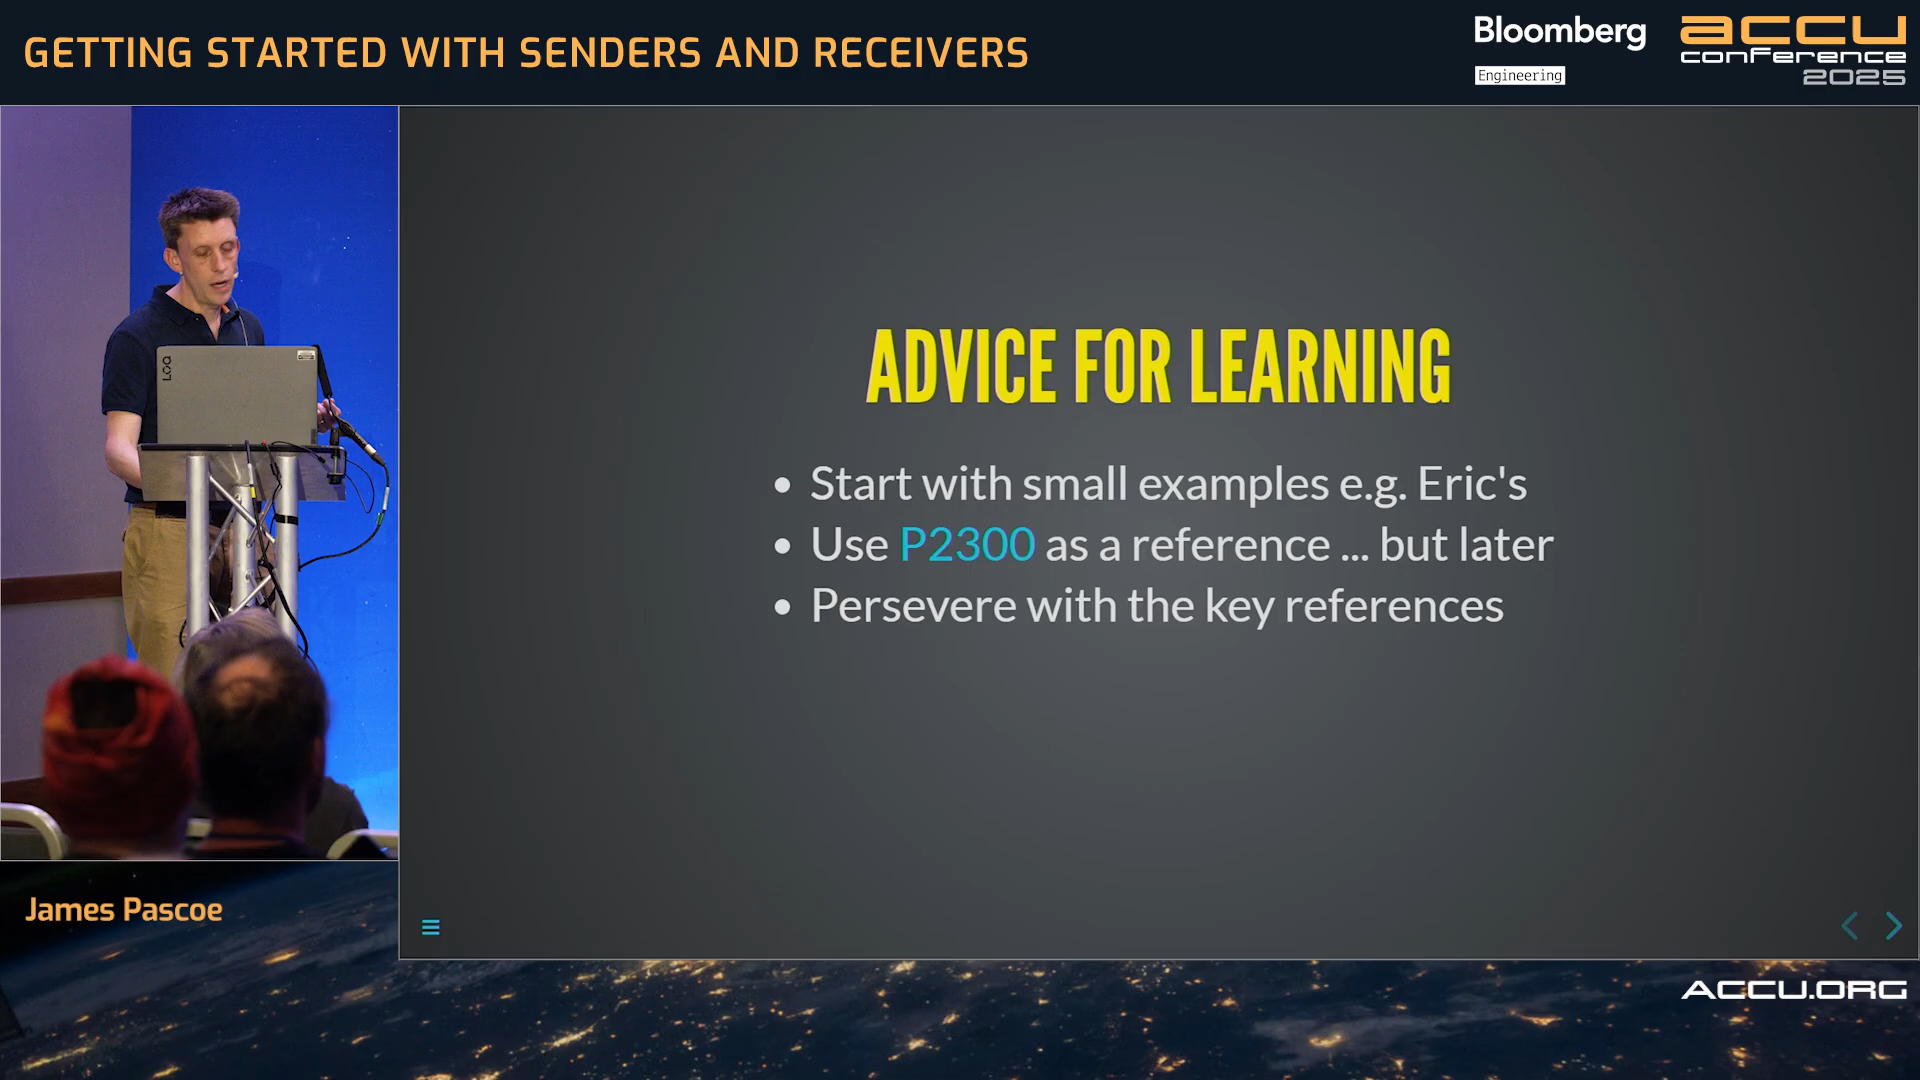 GETTING STARTED WITH SENDERS AND RECEIVERS
Bloomberg
Engineering
accu
conference
2025
LOQ
ADVICE FOR LEARNING
Start with small examples e.g. Eric's
Use P2300 as a reference ... but later
Persevere with the key references
James Pascoe
ACCU.ORG